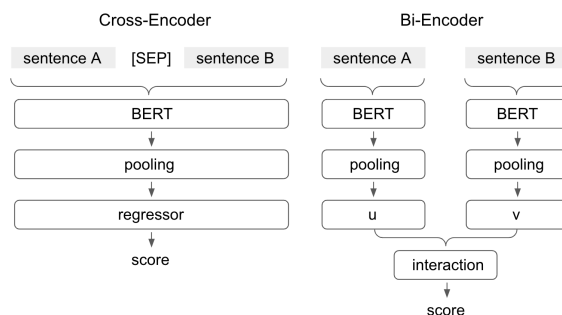 Cross-Encoder
sentence A [SEP] sentence B
BERT
pooling
regressor
score
Bi-Encoder
sentence A sentence B
BERT BERT
pooling pooling
u v
interaction
score